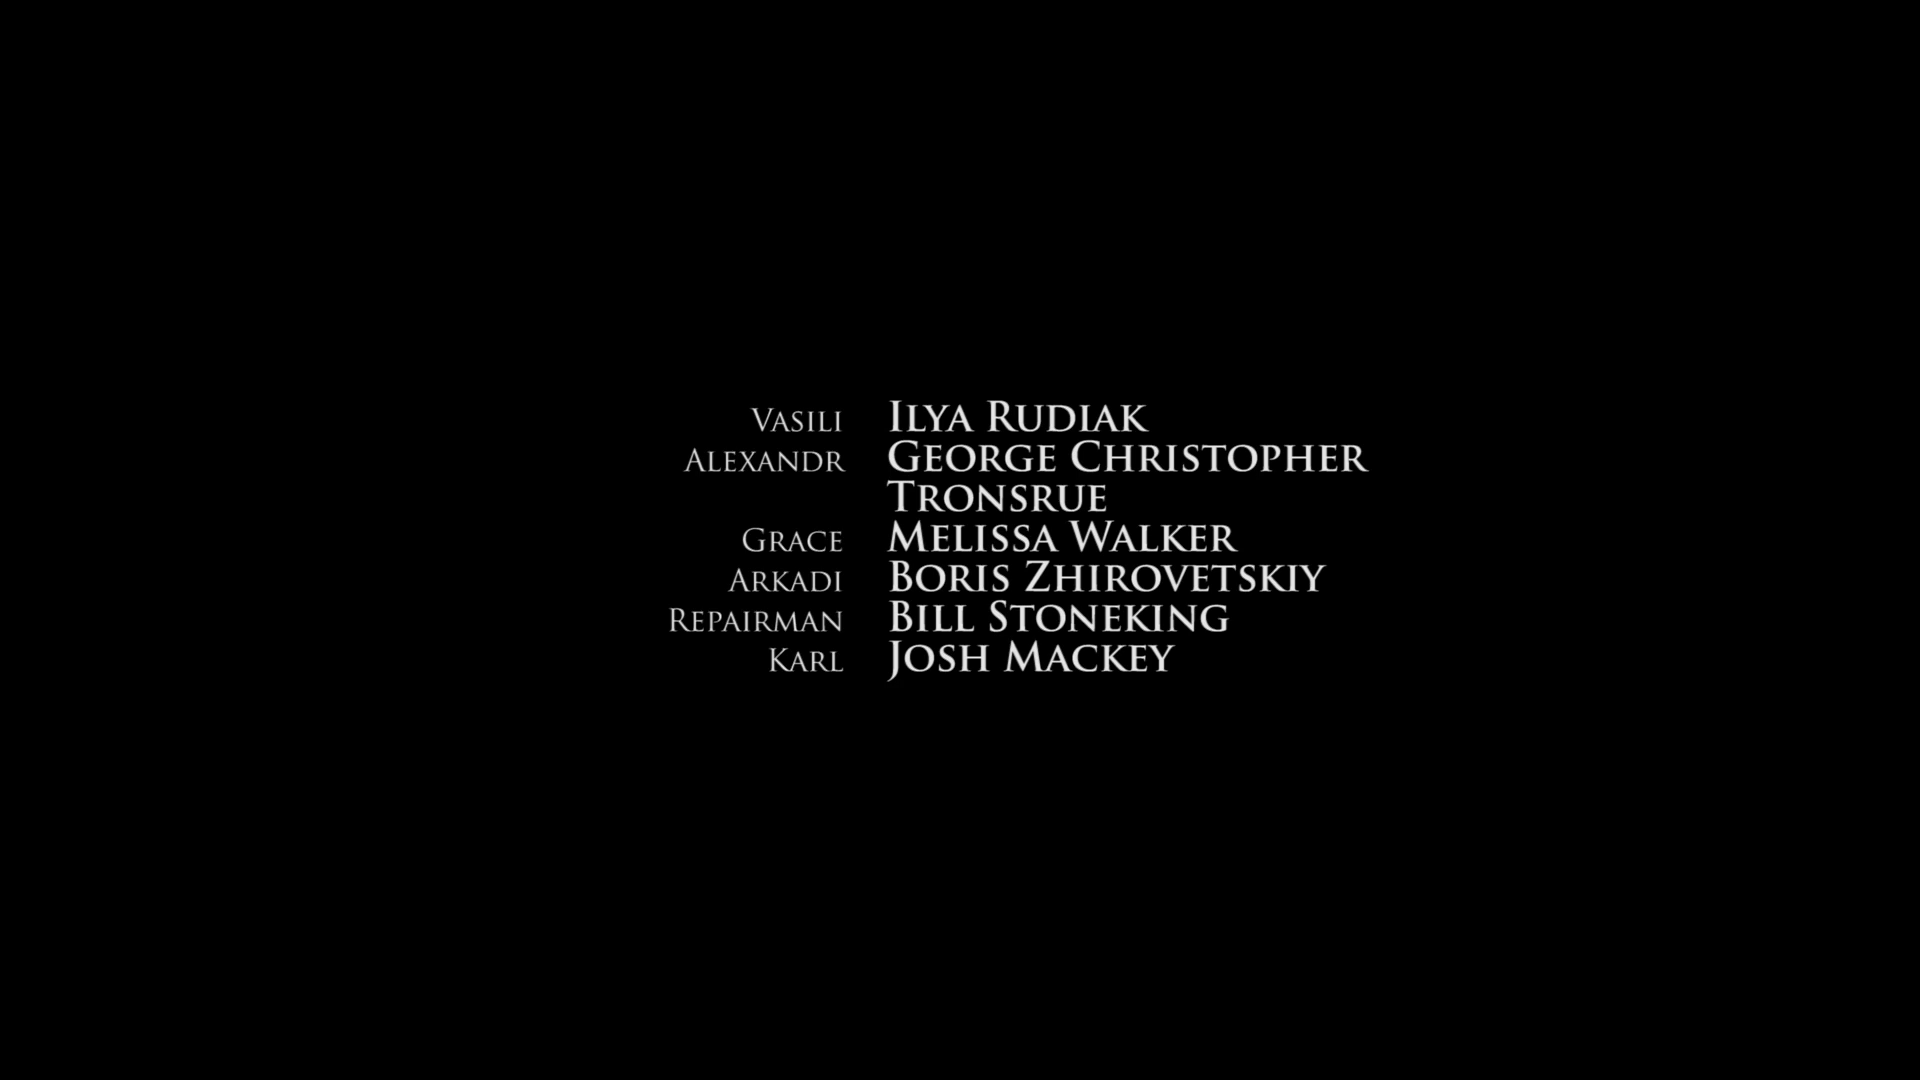 Vasili Ilya Rudiak
Alexandr George Christopher
Tronsrue
Grace Melissa Walker
Arkadi Boris Zhirovetskiy
Repairman Bill Stoneking
Karl Josh Mackey